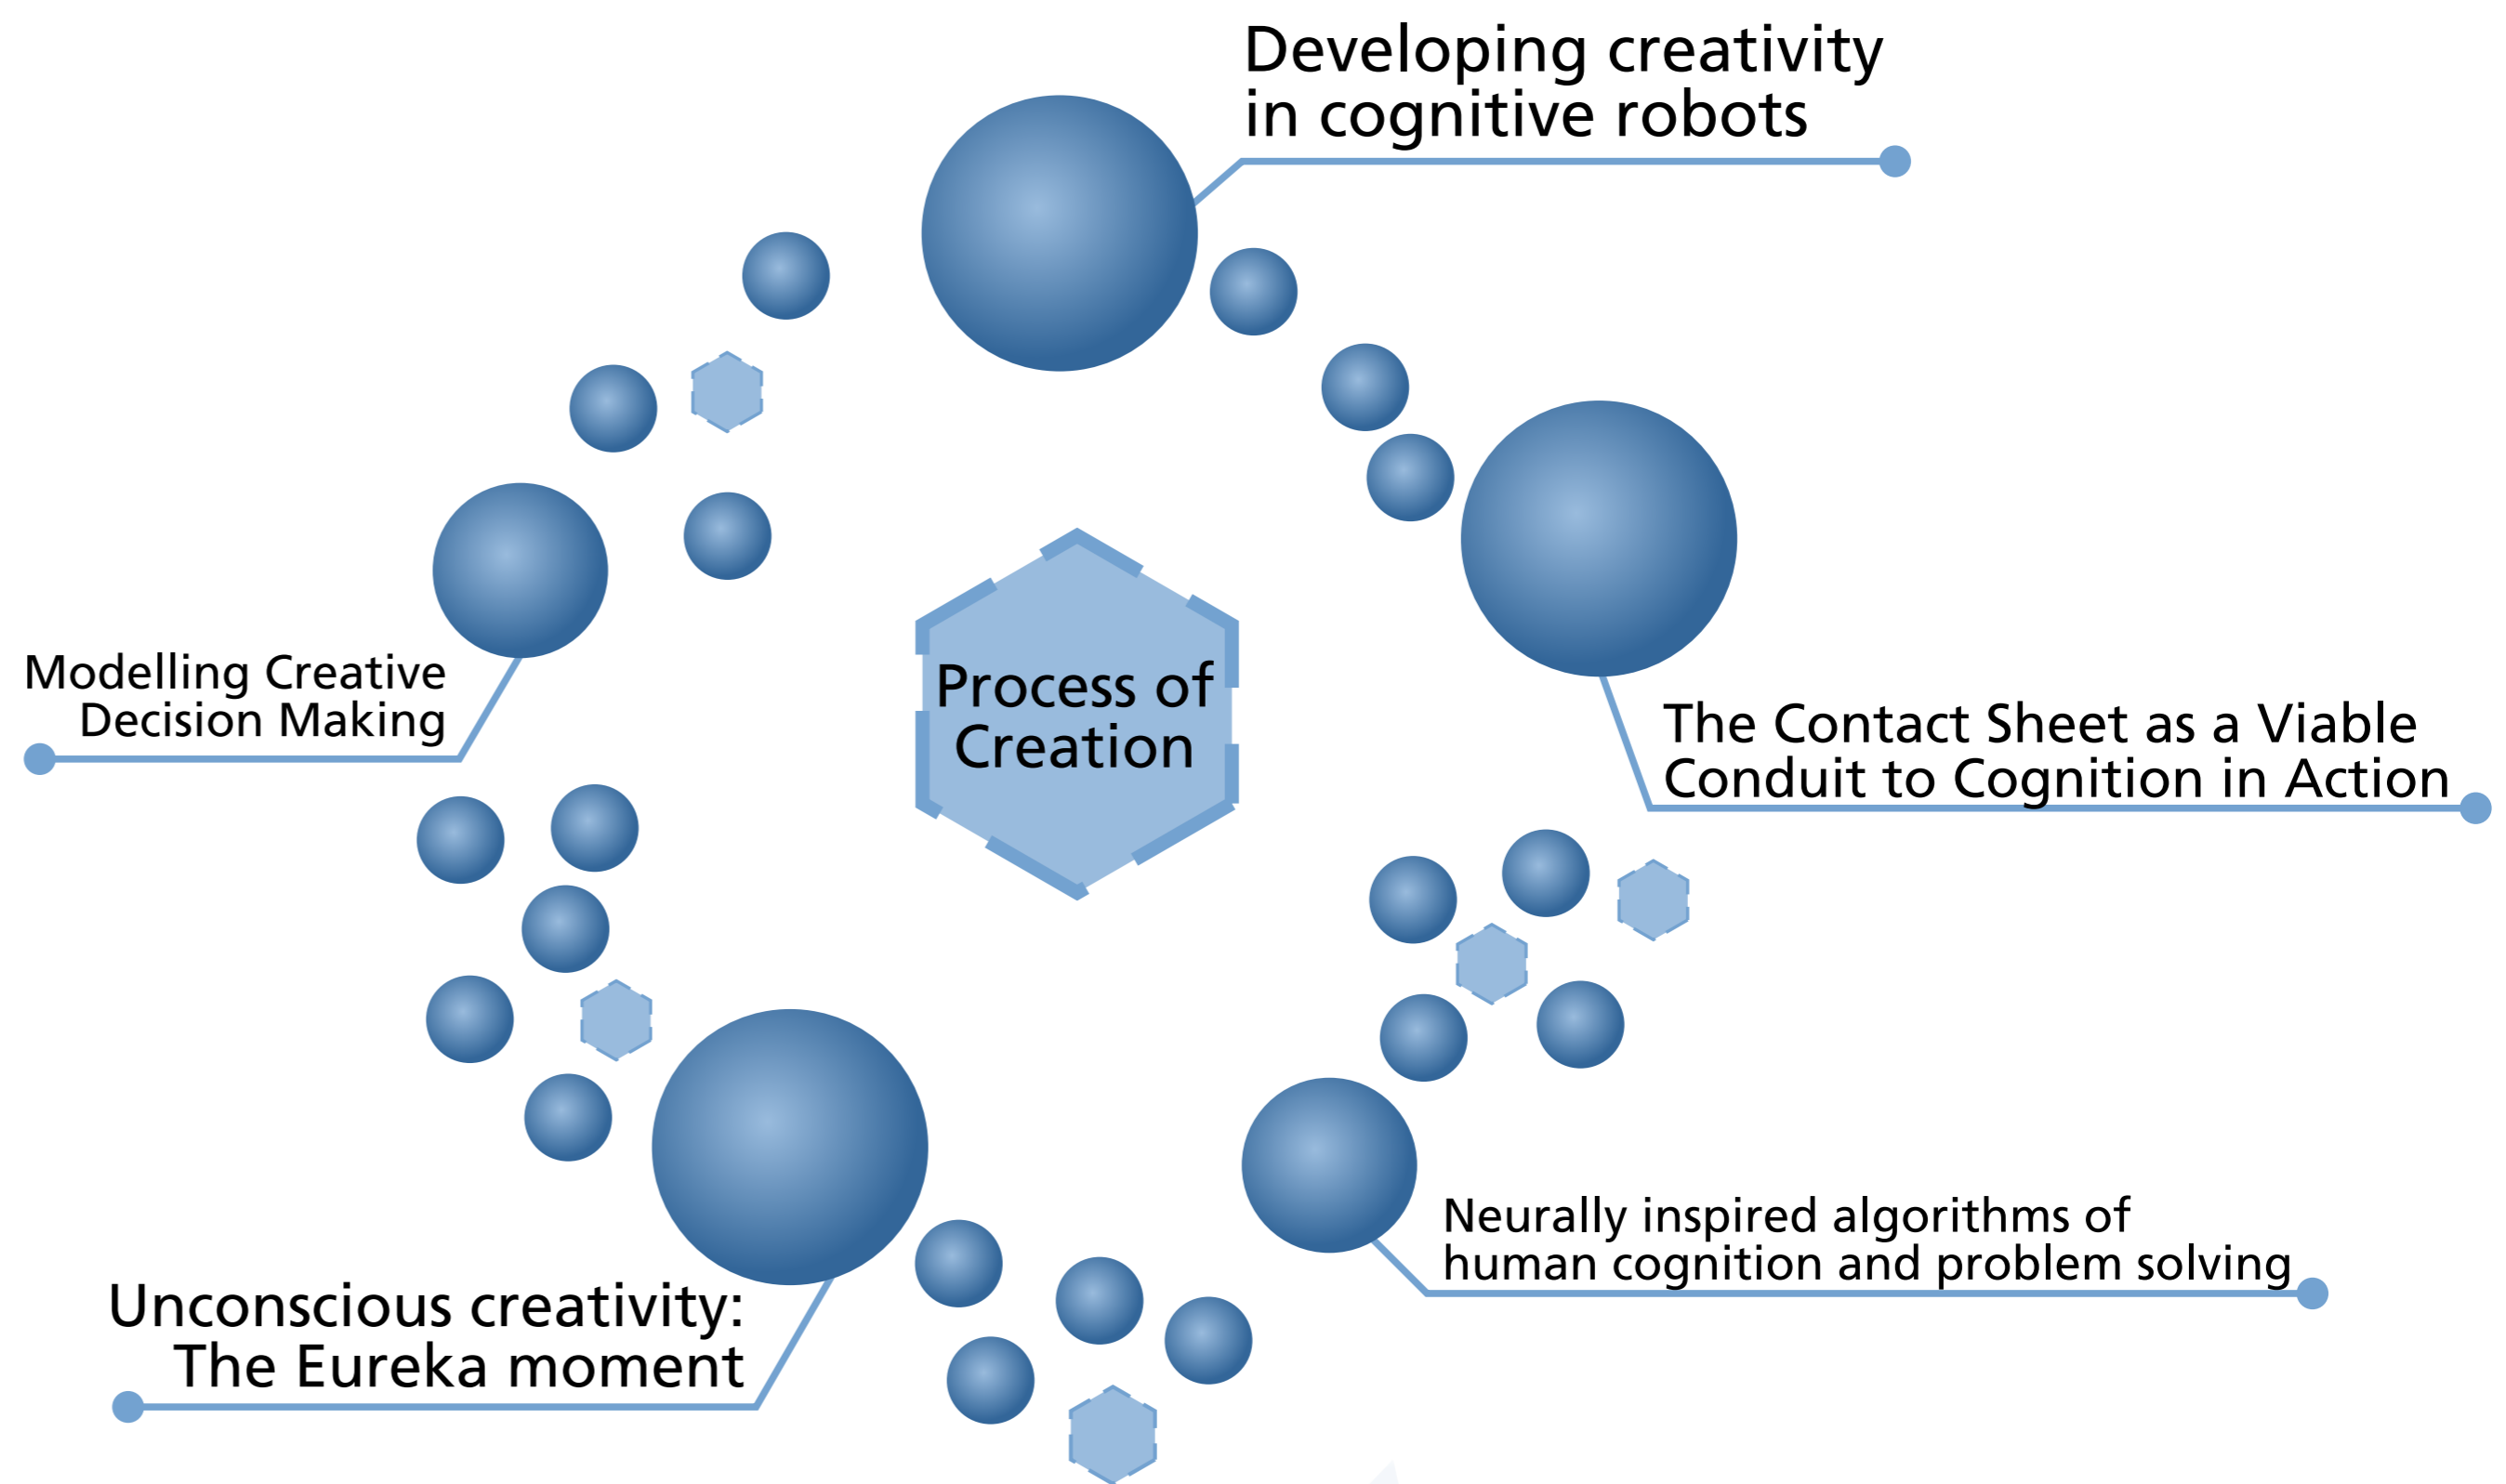 Developing creativity
in cognitive robots
Modelling Creative
Decision Making
Process of
Creation
The Contact Sheet as a Viable
Conduit to Cognition in Action
Neurally inspired algorithms of
human cognition and problem solving
Unconscious creativity:
The Eureka moment